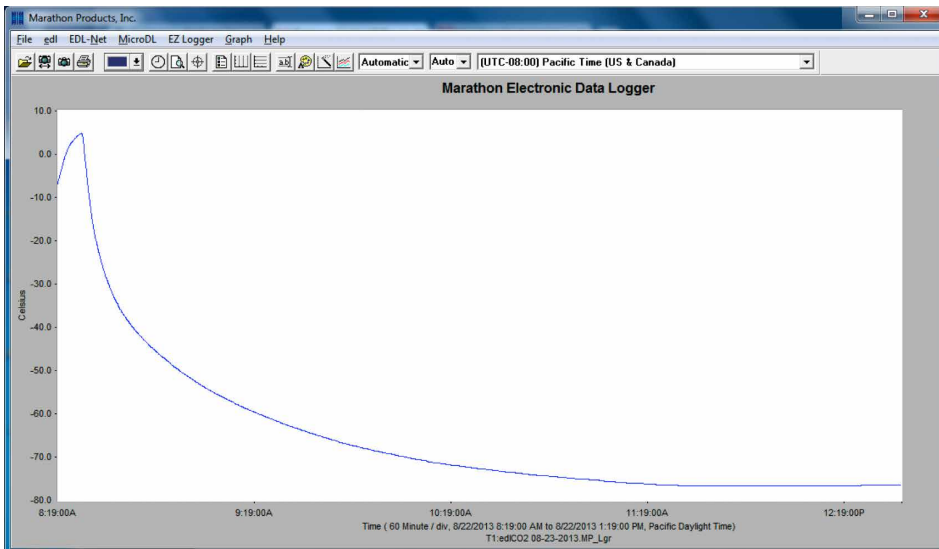 Marathon Products, Inc.
File edl EDL-Net MicroDL EZ Logger Graph Help
Automatic Auto (UTC-08:00) Pacific Time (US & Canada)
Marathon Electronic Data Logger
10.0
0.0
-10.0
-20.0
-30.0
-40.0
-50.0
-60.0
-70.0
-80.0
Celsius
8:19:00A 9:19:00A 10:19:00A 11:19:00A 12:19:00P
Time ( 60 Minute / div, 8/22/2013 8:19:00 AM to 8/22/2013 1:19:00 PM, Pacific Daylight Time)
T1:edlCO2 08-23-2013.MP_Lgr